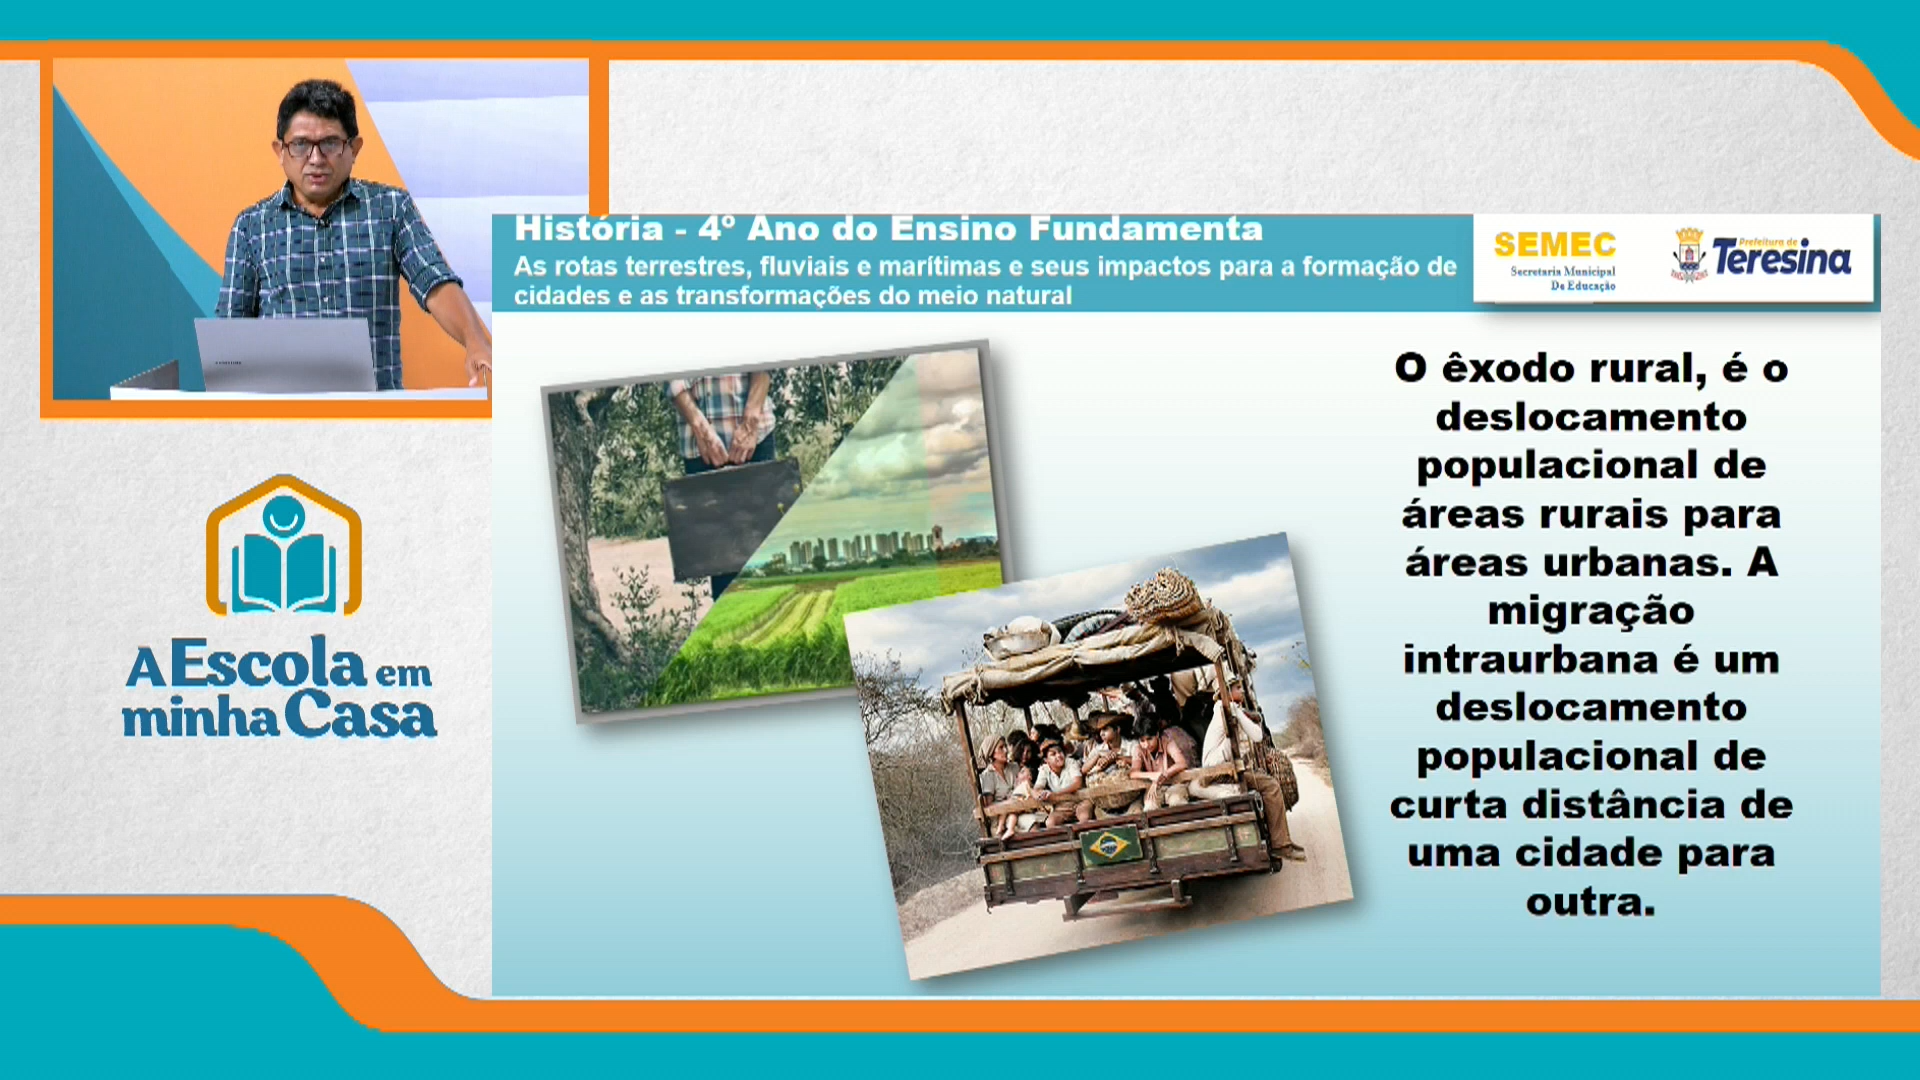 História - 4º Ano do Ensino Fundamenta
As rotas terrestres, fluviais e marítimas e seus impactos para a formação de
cidades e as transformações do meio natural
SEMEC
Secretaria Municipal
De Educação
Prefeitura de
Teresina
O êxodo rural, é o
deslocamento
populacional de
áreas rurais para
áreas urbanas. A
migração
intraurbana é um
deslocamento
populacional de
curta distância de
uma cidade para
outra.
A Escola em
minha Casa